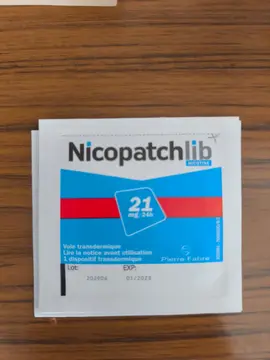 Nicopatchlib
NICOTINE
21
mg/24h
Voie transdermique
Lire la notice avant utilisation
1 dispositif transdermique
Pierre Fabre
Lot: EXP: